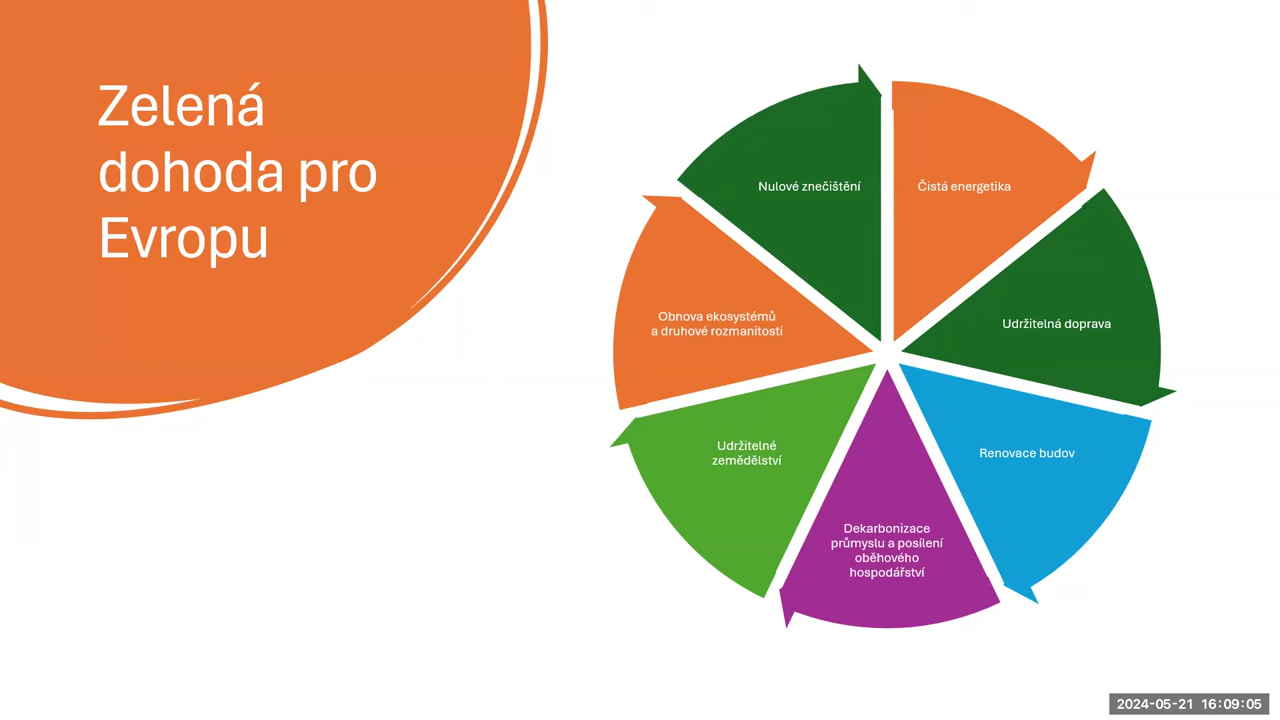 Zelená
dohoda pro
Evropu
Nulové znečištění
Čistá energetika
Obnova ekosystémů
a druhové rozmanitosti
Udržitelná doprava
Udržitelné
zemědělství
Renovace budov
Dekarbonizace
průmyslu a posílení
oběhového
hospodářství
2024-05-21 16:09:05